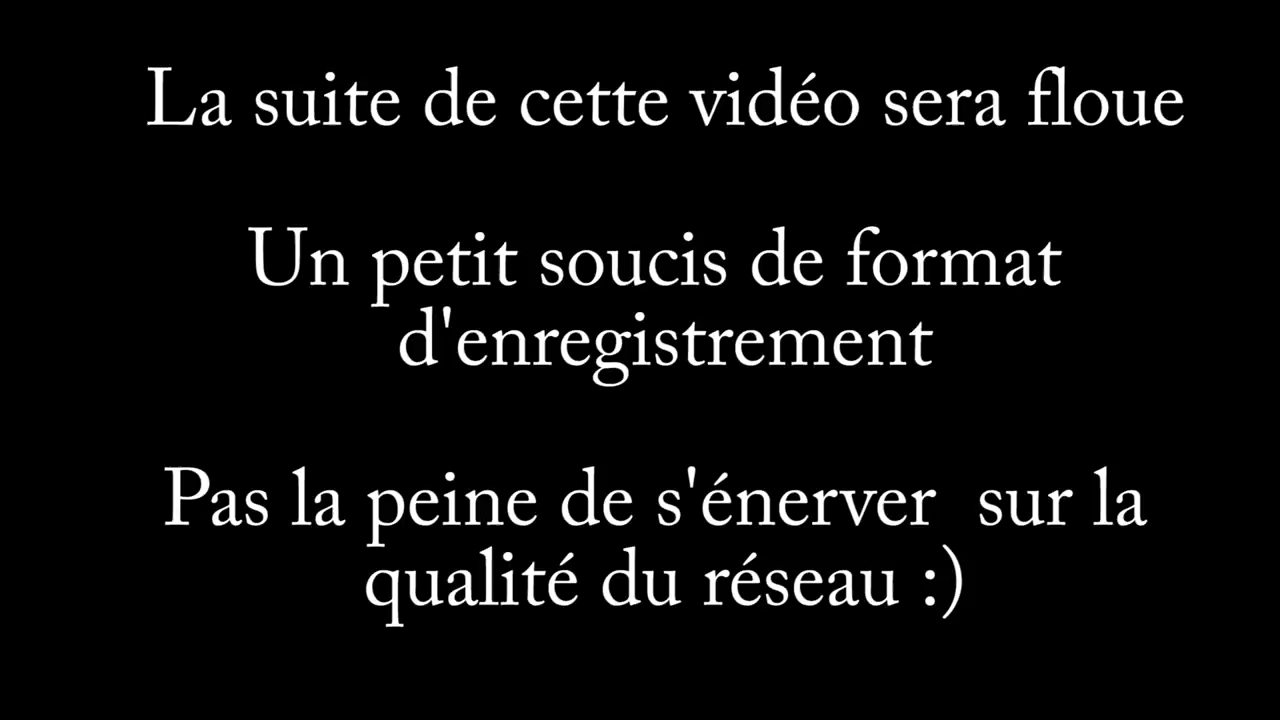 La suite de cette vidéo sera floue
Un petit soucis de format
d'enregistrement
Pas la peine de s'énerver  sur la
qualité du réseau :)